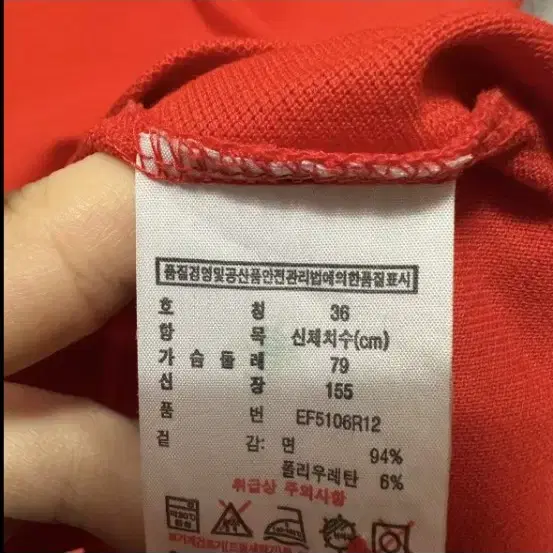 품질경영및공산품안전관리법에의한품질표시
호 칭 36
항 목 신체치수(cm)
가 슴 둘 레 79
신 장 155
품 번 EF5106R12
겉 감: 면 94%
폴리우레탄 6%
취급상 주의사항